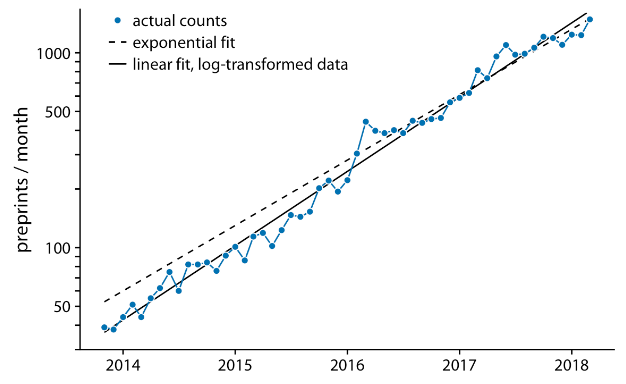 actual counts
exponential fit
linear fit, log-transformed data
preprints / month
1000
500
100
50
2014 2015 2016 2017 2018